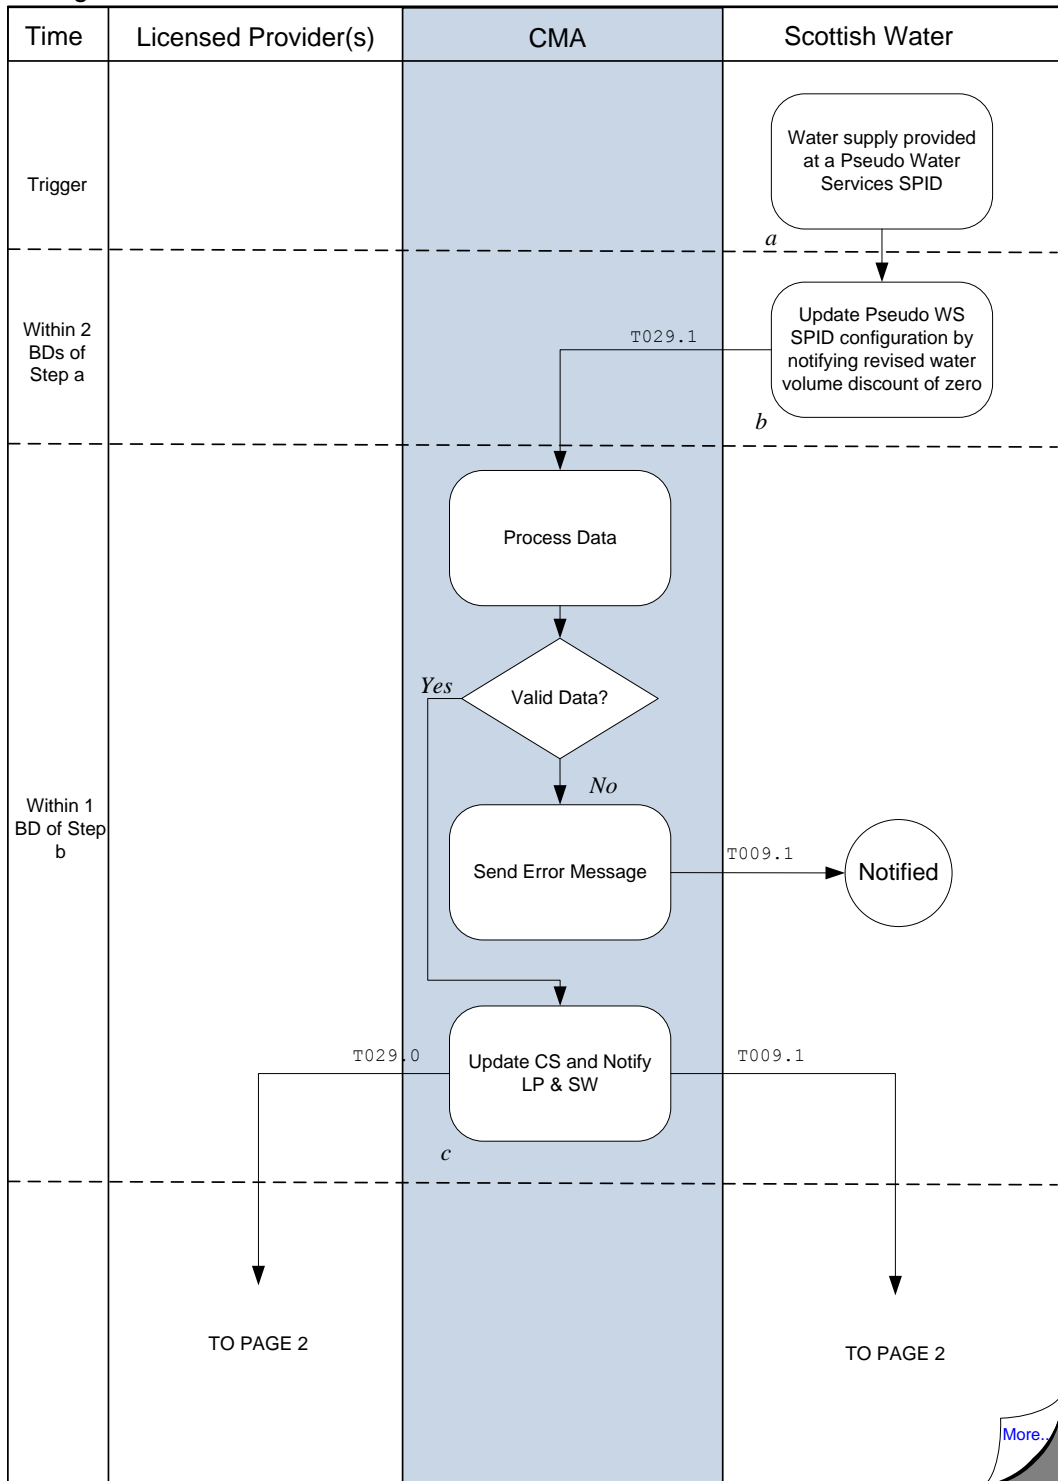 Time
Licensed Provider(s)
CMA
Scottish Water
Trigger
Water supply provided
at a Pseudo Water
Services SPID
a
Within 2
BDs of
Step a
Update Pseudo WS
SPID configuration by
notifying revised water
volume discount of zero
T029.1
b
Process Data
Valid Data?
Yes
No
Within 1
BD of Step
b
Send Error Message
T009.1
Notified
T029.0
Update CS and Notify
LP & SW
T009.1
c
TO PAGE 2
TO PAGE 2
More..